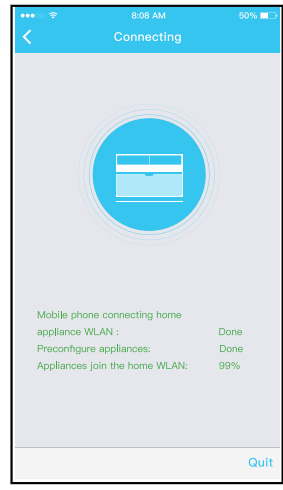 8:08 AM
50%
Connecting
Mobile phone connecting home
appliance WLAN : Done
Preconfigure appliances: Done
Appliances join the home WLAN: 99%
Quit